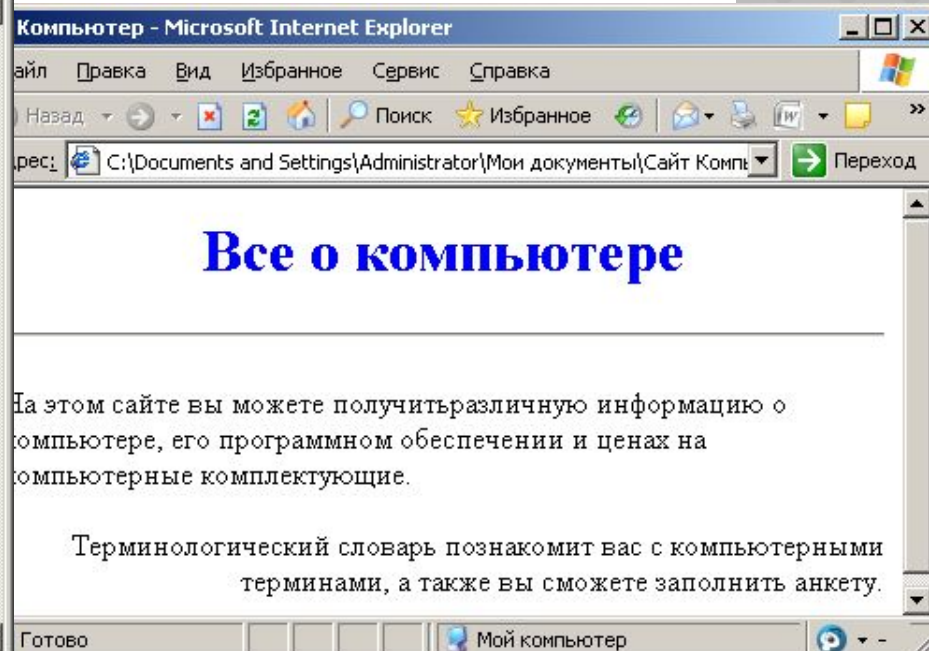 Компьютер - Microsoft Internet Explorer
айл Правка Вид Избранное Сервис Справка
Назад Поиск Избранное »
дрес: C:\Documents and Settings\Administrator\Мои документы\Сайт Комп Переход
Все о компьютере
На этом сайте вы можете получитьразличную информацию о
компьютере, его программном обеспечении и ценах на
компьютерные комплектующие.
Терминологический словарь познакомит вас с компьютерными
терминами, а также вы сможете заполнить анкету.
Готово Мой компьютер